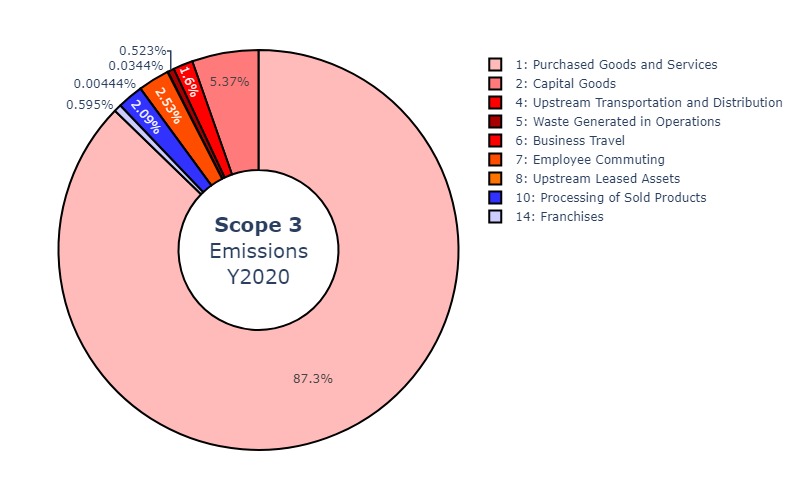 0.523%
0.0344%
0.00444%
0.595%
2.09%
2.53%
1.6%
5.37%
87.3%
Scope 3
Emissions
Y2020
1: Purchased Goods and Services
2: Capital Goods
4: Upstream Transportation and Distribution
5: Waste Generated in Operations
6: Business Travel
7: Employee Commuting
8: Upstream Leased Assets
10: Processing of Sold Products
14: Franchises